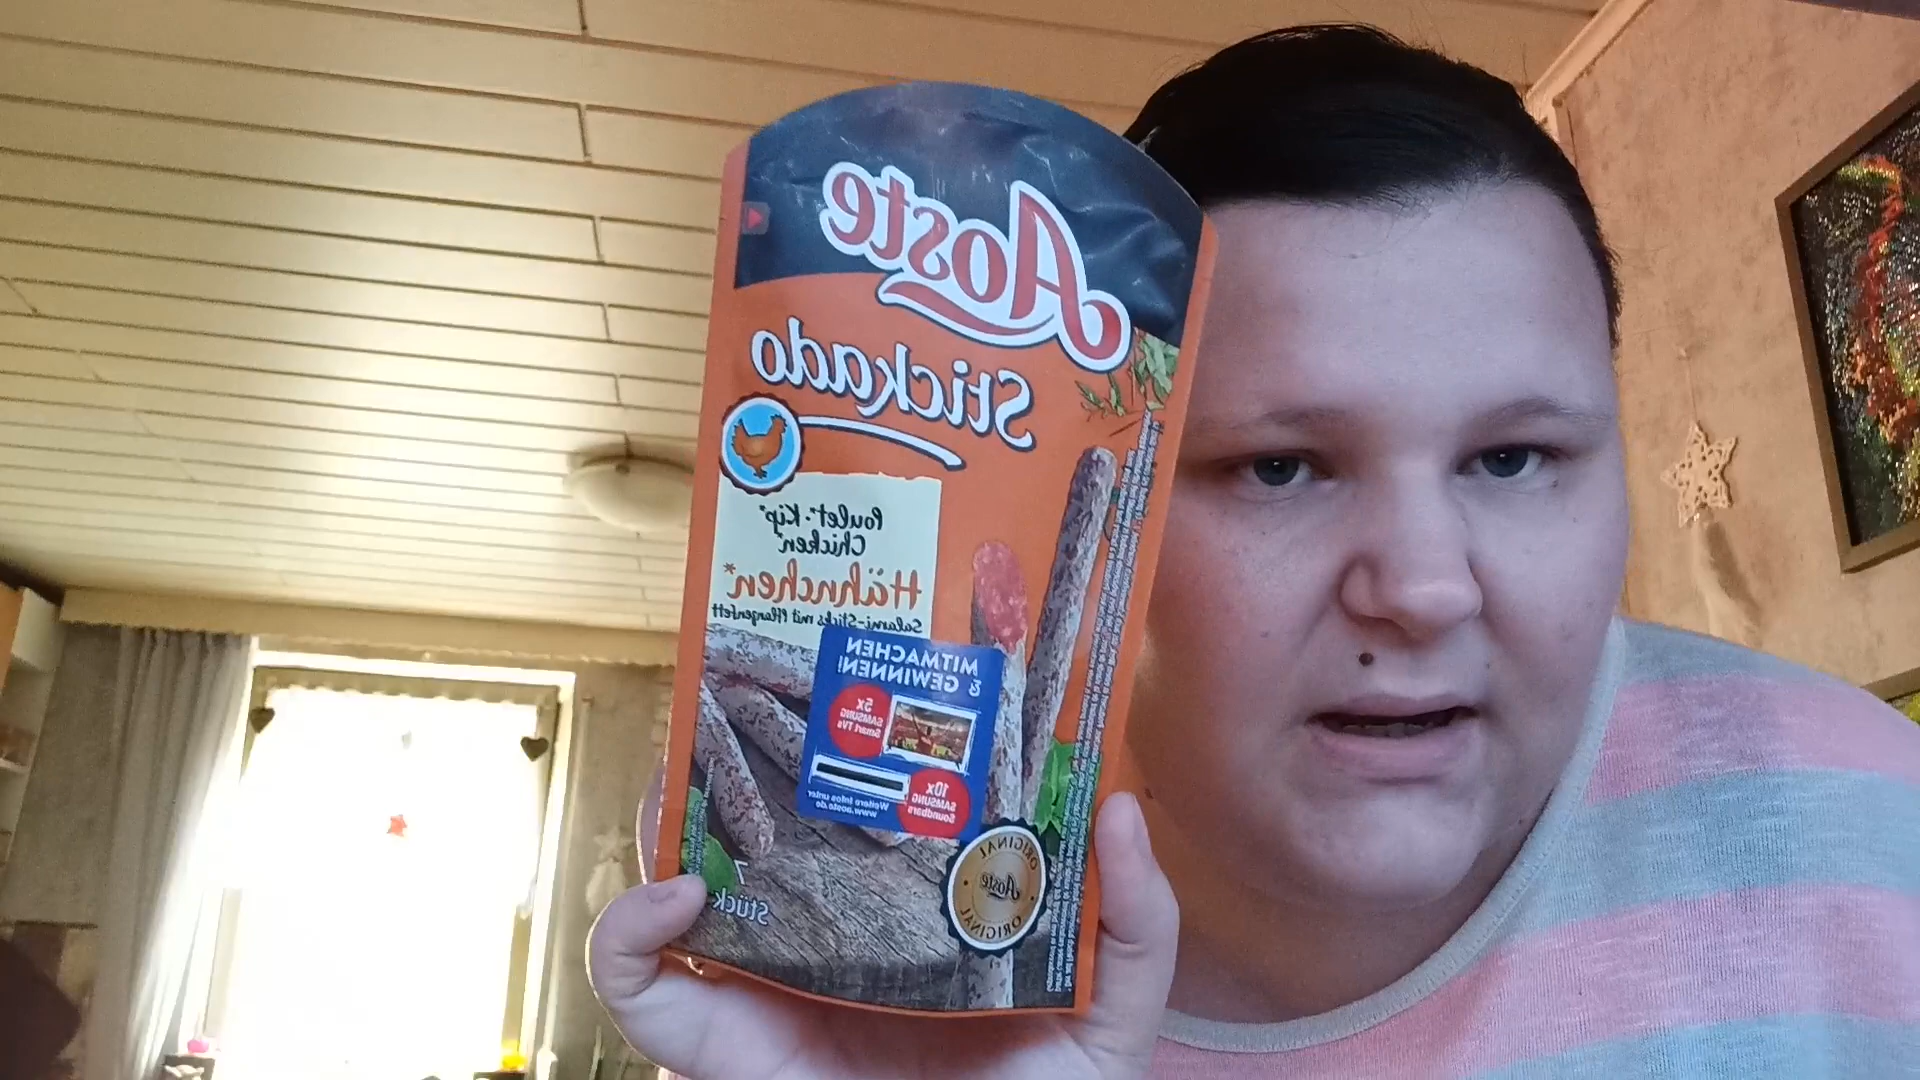 Aoste
Stickado
Poulet*·Kip*
Chicken*
Hähnchen*
Salami-Sticks mit Pflanzenfett
MITMACHEN
& GEWINNEN!
5x
SAMSUNG
Smart TVs
10x
SAMSUNG
Soundbars
Weitere Infos unter
www.aoste.de
ORIGINAL
Aoste
ORIGINAL
7
Stück